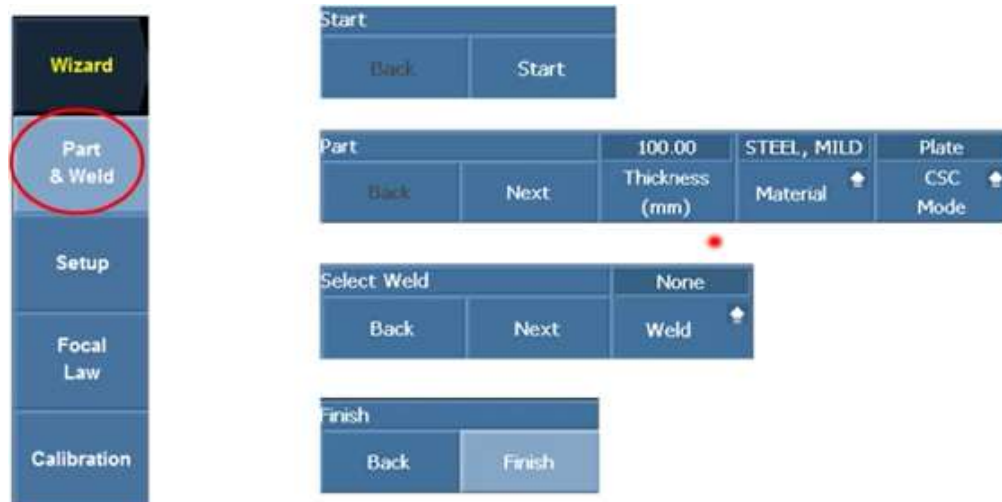 Wizard
Part
& Weld
Setup
Focal
Law
Calibration
Start
Back Start
Part 100.00 STEEL, MILD Plate
Back Next Thickness
(mm) Material CSC
Mode
Select Weld None
Back Next Weld
Finish
Back Finish